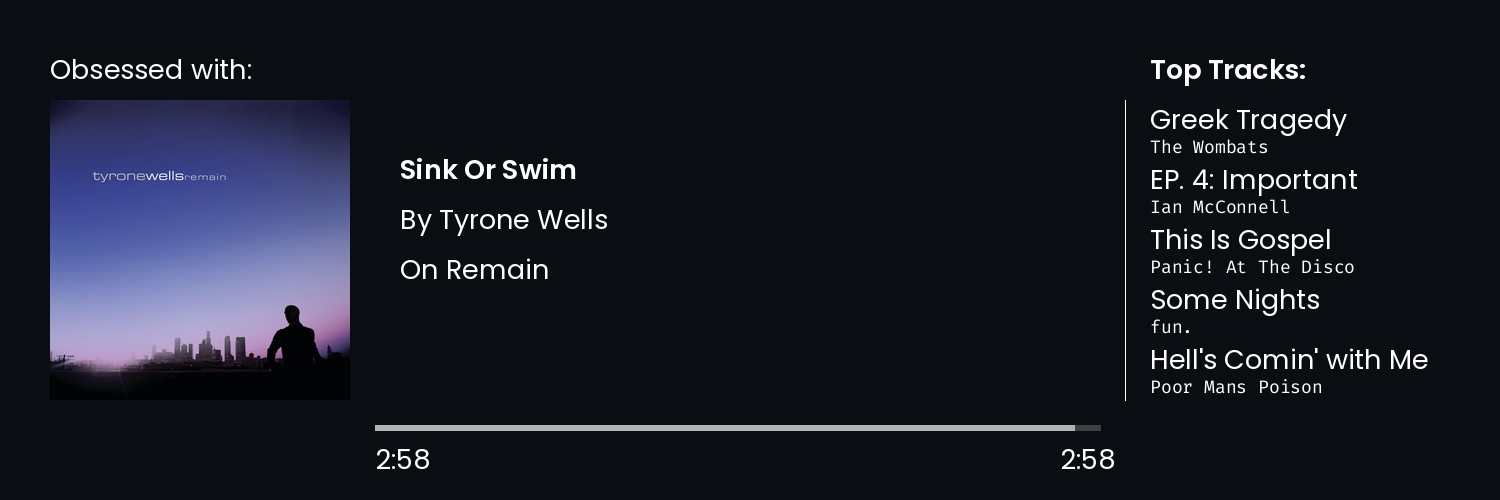 Obsessed with:
tyronewellsremain
Sink Or Swim
By Tyrone Wells
On Remain
2:58
2:58
Top Tracks:
Greek Tragedy
The Wombats
EP. 4: Important
Ian McConnell
This Is Gospel
Panic! At The Disco
Some Nights
fun.
Hell's Comin' with Me
Poor Mans Poison